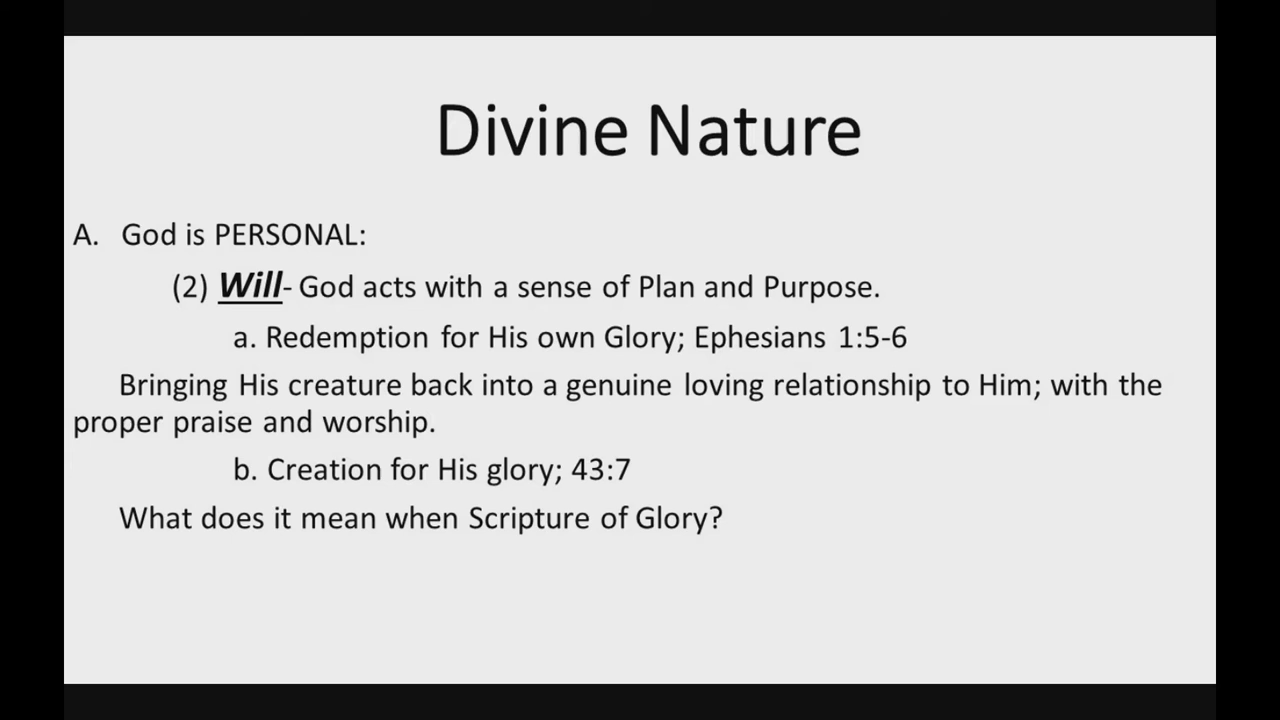 Divine Nature
A. God is PERSONAL:
(2) Will- God acts with a sense of Plan and Purpose.
a. Redemption for His own Glory; Ephesians 1:5-6
Bringing His creature back into a genuine loving relationship to Him; with the
proper praise and worship.
b. Creation for His glory; 43:7
What does it mean when Scripture of Glory?